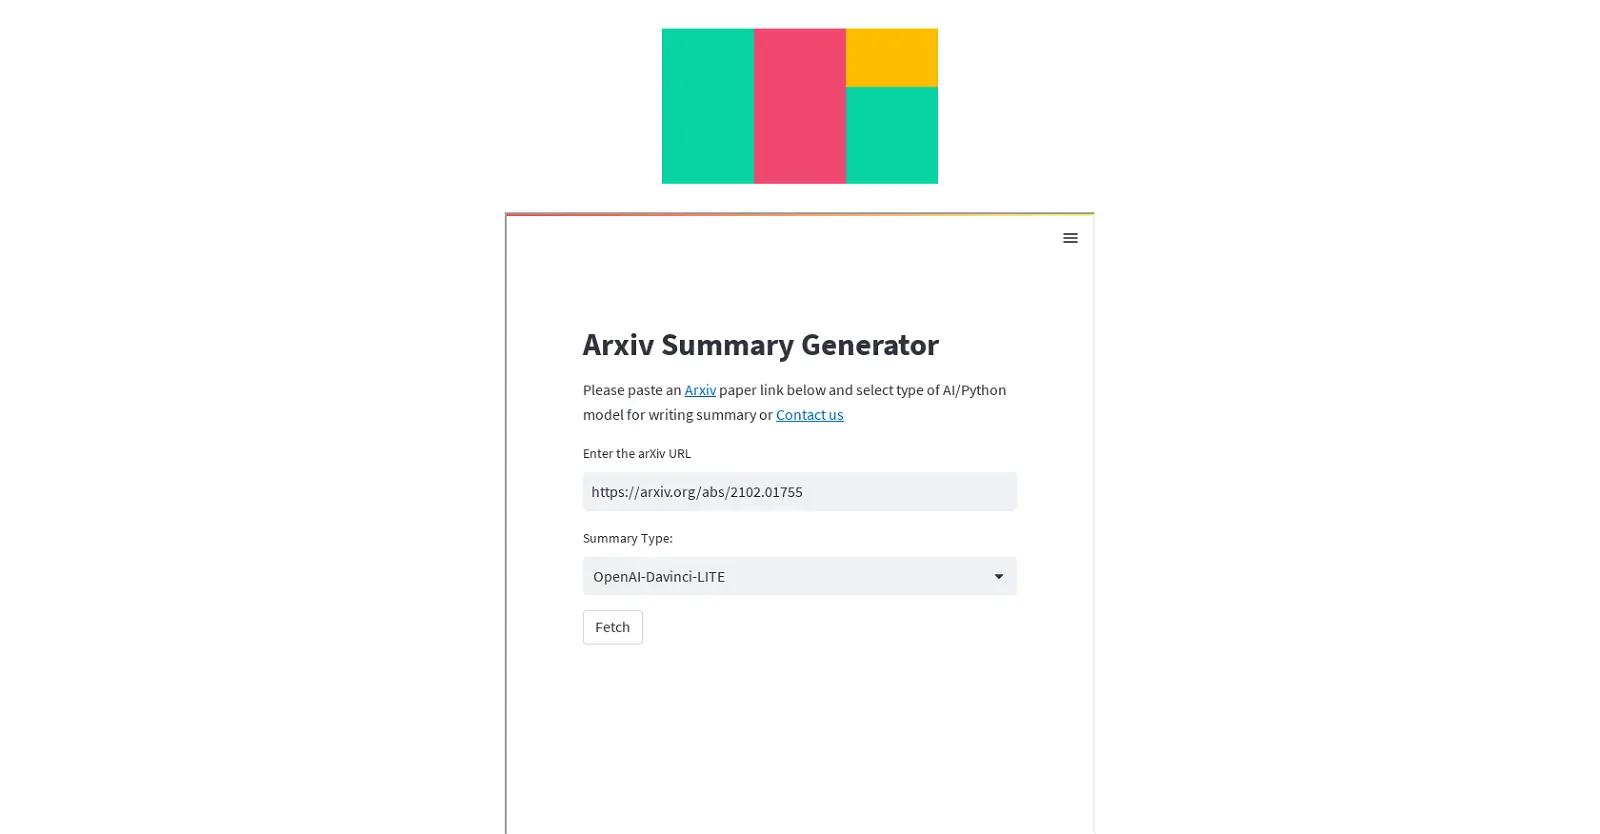 Arxiv Summary Generator
Please paste an Arxiv paper link below and select type of AI/Python
model for writing summary or Contact us
Enter the arXiv URL
https://arxiv.org/abs/2102.01755
Summary Type:
OpenAI-Davinci-LITE
Fetch